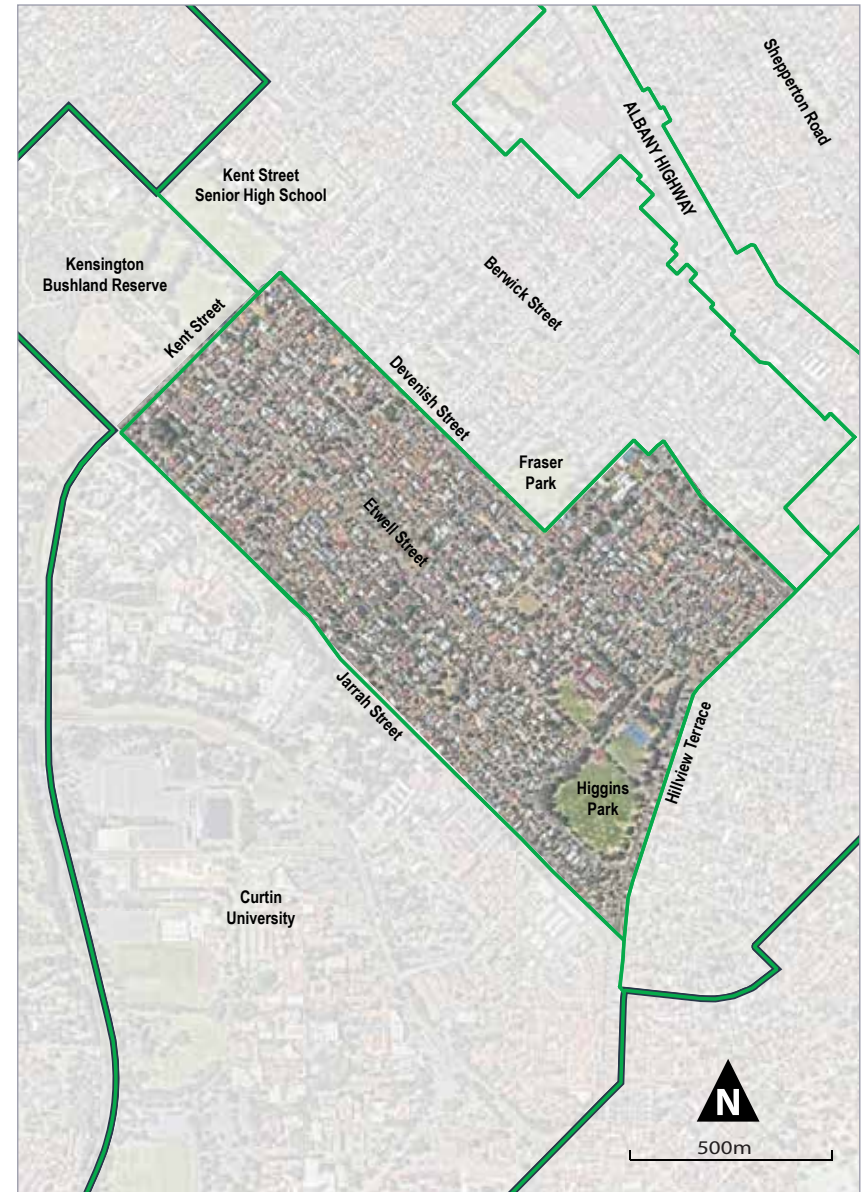 Shepperton Road
ALBANY HIGHWAY
Kent Street
Senior High School
Kensington
Bushland Reserve
Berwick Street
Kent Street
Devenish Street
Fraser
Park
Etwell Street
Jarrah Street
Hillview Terrace
Higgins
Park
Curtin
University
N
500m